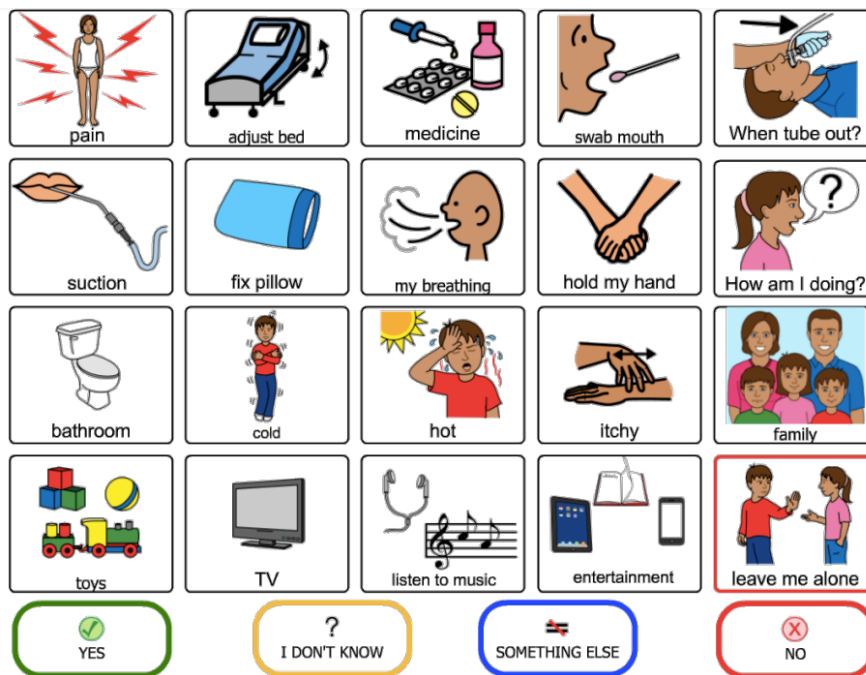 pain
adjust bed
medicine
swab mouth
When tube out?
suction
fix pillow
my breathing
hold my hand
?
How am I doing?
bathroom
cold
hot
itchy
family
toys
TV
listen to music
entertainment
leave me alone
YES
?
I DON'T KNOW
SOMETHING ELSE
NO